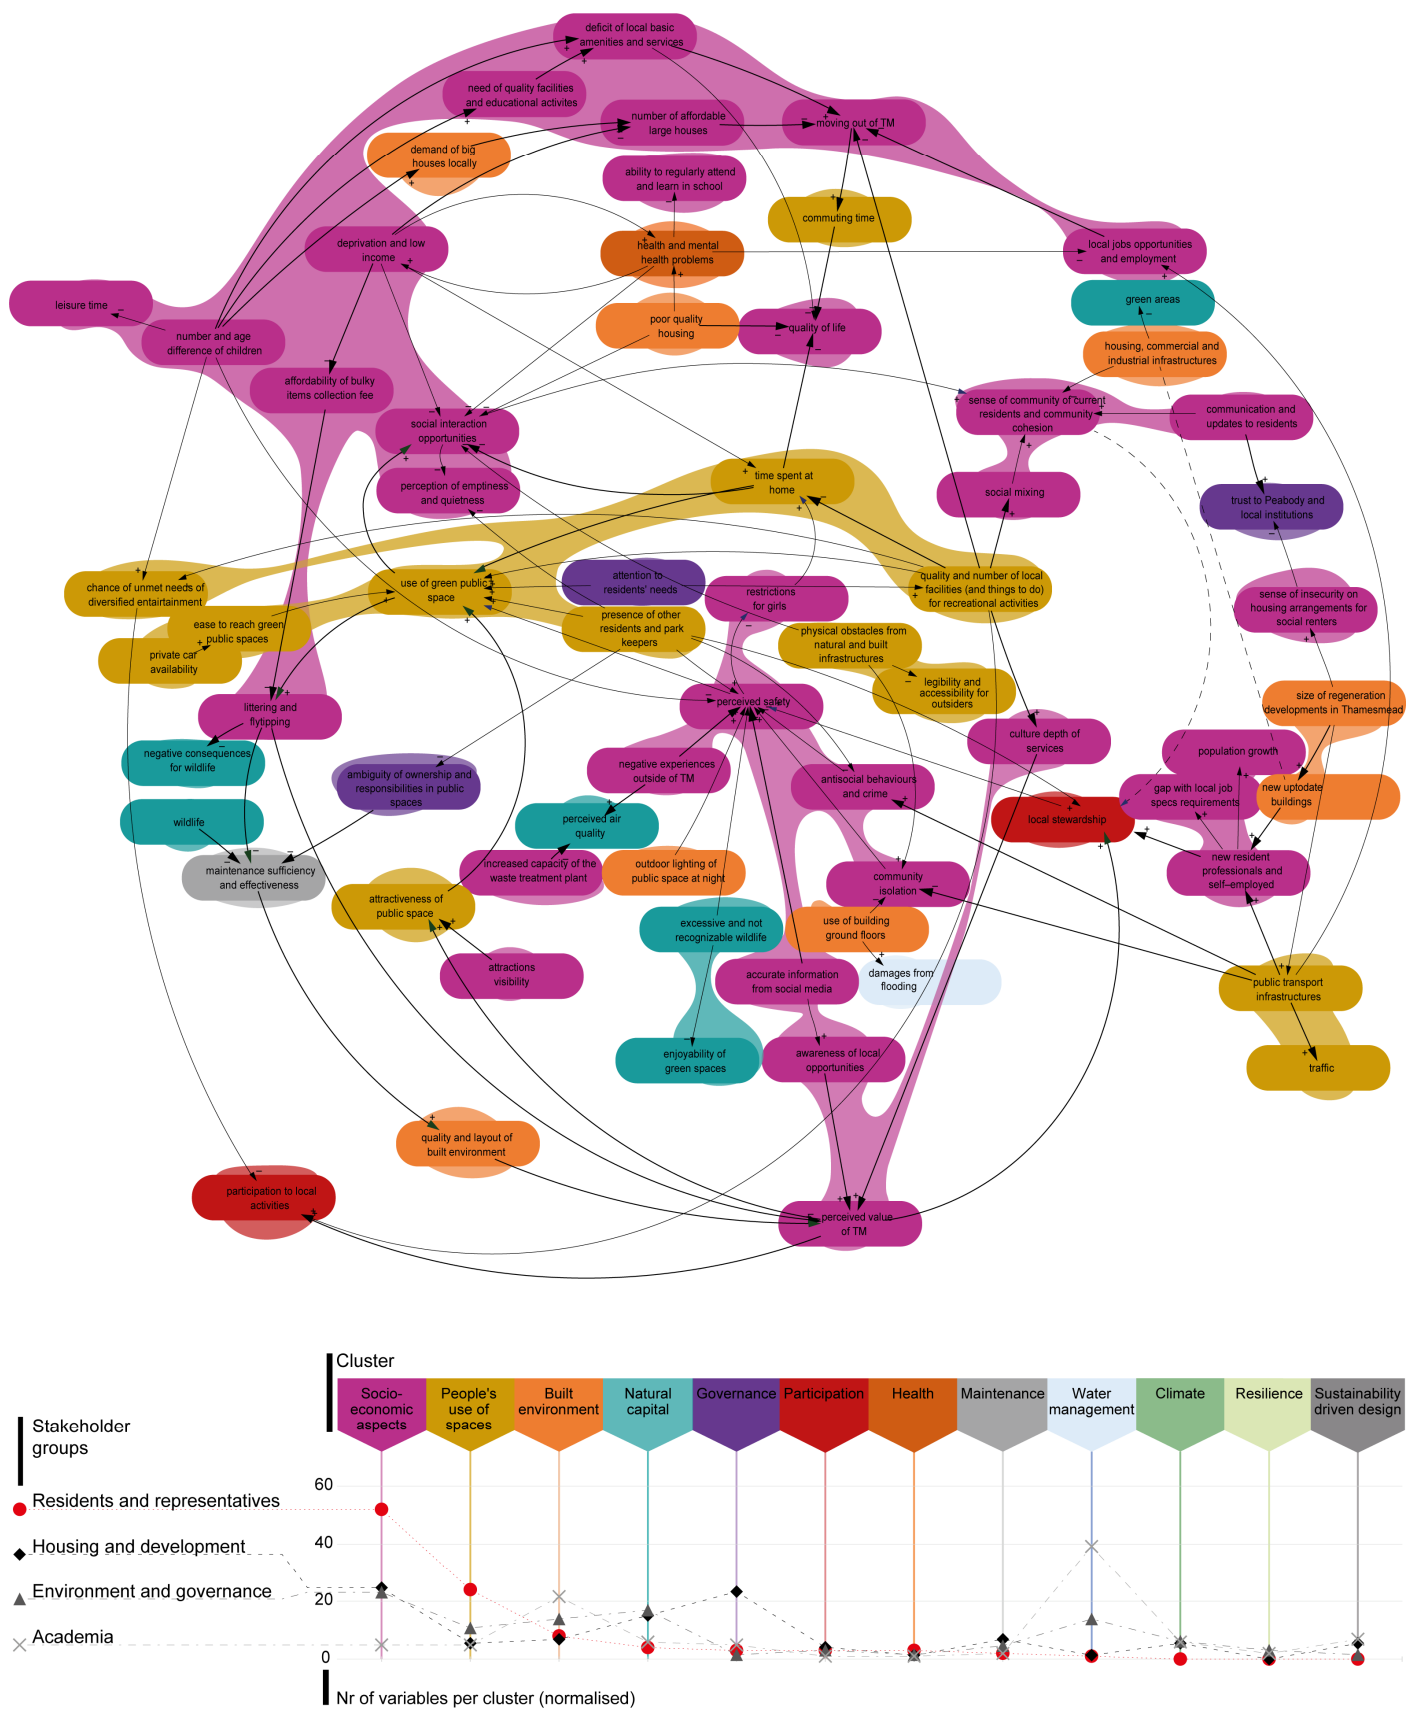 deficit of local basic
amenities and services
need of quality facilities
and educational activites
number of affordable
large houses
moving out of TM
demand of big
houses locally
ability to regularly attend
and learn in school
commuting time
deprivation and low
income
health and mental
health problems
local jobs opportunities
and employment
leisure time
green areas
number and age
difference of children
poor quality
housing
quality of life
housing, commercial and
industrial infrastructures
affordability of bulky
items collection fee
sense of community of current
residents and community
cohesion
communication and
updates to residents
social interaction
opportunities
perception of emptiness
and quietness
time spent at
home
social mixing
trust to Peabody and
local institutions
chance of unmet needs of
diversified entairtainment
use of green public
space
attention to
residents' needs
restrictions
for girls
quality and number of local
facilities (and things to do)
for recreational activities
sense of insecurity on
housing arrangements for
social renters
ease to reach green
public spaces
presence of other
residents and park
keepers
physical obstacles from
natural and built
infrastructures
private car
availability
legibility and
accessibility for
outsiders
size of regeneration
developments in Thamesmead
littering and
flytipping
perceived safety
culture depth of
services
negative consequences
for wildlife
population growth
ambiguity of ownership and
responsibilities in public
spaces
negative experiences
outside of TM
antisocial behaviours
and crime
gap with local job
specs requirements
new uptodate
buildings
wildlife
perceived air
quality
local stewardship
maintenance sufficiency
and effectiveness
increased capacity of the
waste treatment plant
outdoor lighting of
public space at night
community
isolation
new resident
professionals and
self–employed
attractiveness of
public space
excessive and not
recognizable wildlife
use of building
ground floors
attractions
visibility
accurate information
from social media
damages from
flooding
public transport
infrastructures
enjoyability of
green spaces
awareness of local
opportunities
traffic
quality and layout of
built environment
participation to local
activities
perceived value
of TM
Cluster
Socio-
economic
aspects
People's
use of
spaces
Built
environment
Natural
capital
Governance
Participation
Health
Maintenance
Water
management
Climate
Resilience
Sustainability
driven design
Stakeholder
groups
Residents and representatives
Housing and development
Environment and governance
Academia
60
40
20
0
Nr of variables per cluster (normalised)